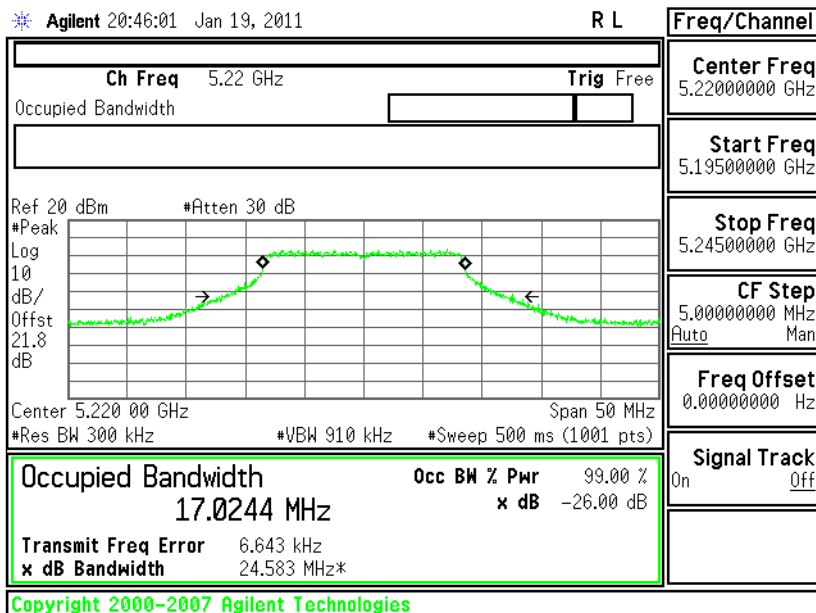 Agilent 20:46:01 Jan 19, 2011 R L
Freq/Channel
Ch Freq 5.22 GHz Trig Free
Occupied Bandwidth
Center Freq
5.22000000 GHz
Start Freq
5.19500000 GHz
Stop Freq
5.24500000 GHz
CF Step
5.00000000 MHz
Auto Man
Freq Offset
0.00000000 Hz
Signal Track
On Off
Ref 20 dBm #Atten 30 dB
#Peak
Log
10
dB/
Offst
21.8
dB
Center 5.220 00 GHz Span 50 MHz
#Res BW 300 kHz #VBW 910 kHz #Sweep 500 ms (1001 pts)
Occupied Bandwidth Occ BW % Pwr 99.00 %
17.0244 MHz x dB -26.00 dB
Transmit Freq Error 6.643 kHz
x dB Bandwidth 24.583 MHz*
Copyright 2000-2007 Agilent Technologies